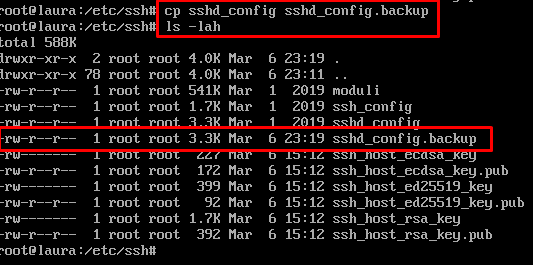 root@laura:/etc/ssh# cp sshd_config sshd_config.backup
root@laura:/etc/ssh# ls -lah
total 588K
drwxr-xr-x  2 root root 4.0K Mar  6 23:19 .
drwxr-xr-x 78 root root 4.0K Mar  6 23:11 ..
-rw-r--r--  1 root root 541K Mar  1  2019 moduli
-rw-r--r--  1 root root 1.7K Mar  1  2019 ssh_config
-rw-r--r--  1 root root 3.3K Mar  1  2019 sshd_config
-rw-r--r--  1 root root 3.3K Mar  6 23:19 sshd_config.backup
-rw-------  1 root root  227 Mar  6 15:12 ssh_host_ecdsa_key
-rw-r--r--  1 root root  172 Mar  6 15:12 ssh_host_ecdsa_key.pub
-rw-------  1 root root  399 Mar  6 15:12 ssh_host_ed25519_key
-rw-r--r--  1 root root   92 Mar  6 15:12 ssh_host_ed25519_key.pub
-rw-------  1 root root 1.7K Mar  6 15:12 ssh_host_rsa_key
-rw-r--r--  1 root root  392 Mar  6 15:12 ssh_host_rsa_key.pub
root@laura:/etc/ssh#